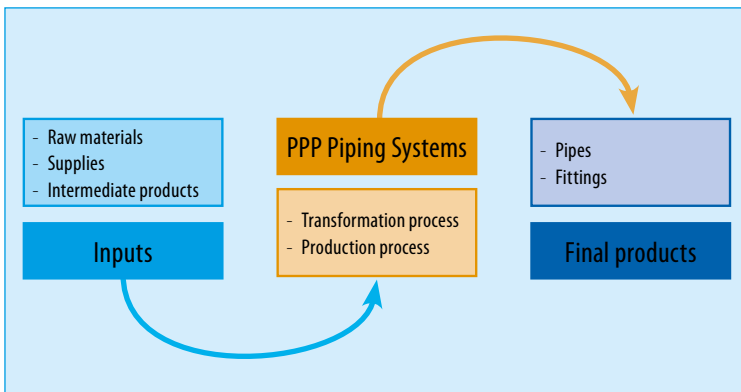 - Raw materials
- Supplies
- Intermediate products
Inputs
PPP Piping Systems
- Transformation process
- Production process
- Pipes
- Fittings
Final products